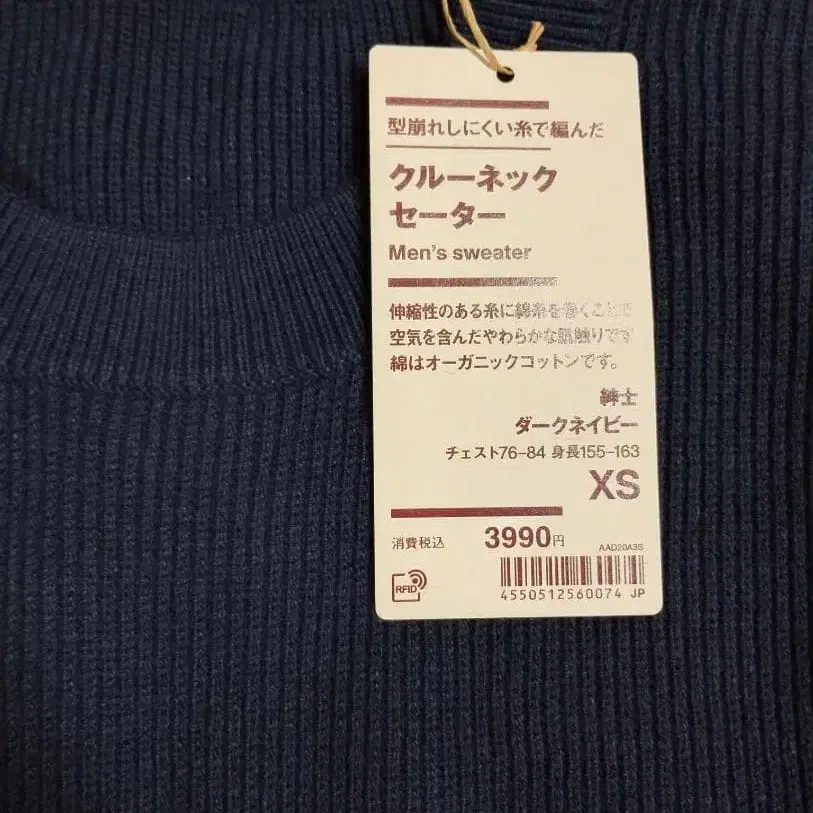 型崩れしにくい糸で編んだ
クルーネック
セーター
Men's sweater
伸縮性のある糸に綿糸を巻くことで
空気を含んだやわらかな肌触りです
綿はオーガニックコットンです。
紳士
ダークネイビー
チェスト76-84 身長155-163
XS
消費税込 3990円
AAD20A3S
RFID
4550512560074 JP